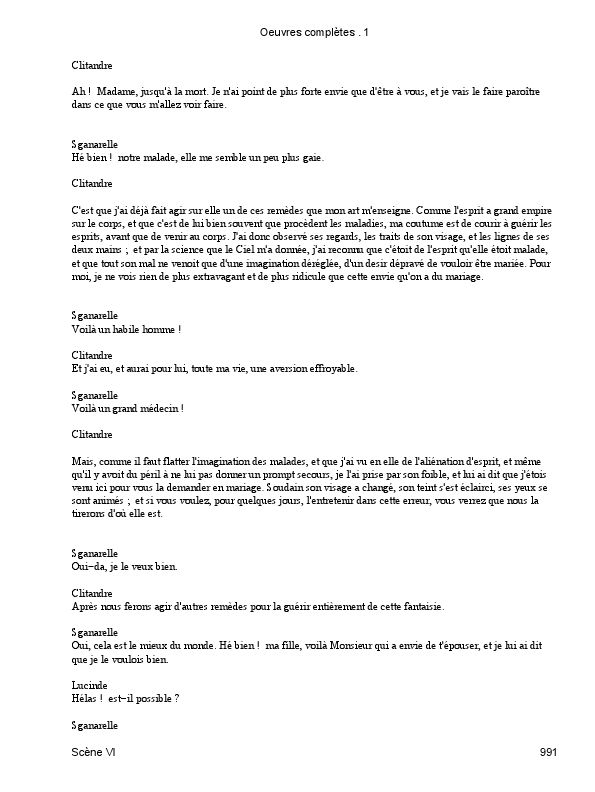 Oeuvres complètes . 1
Clitandre
Ah !  Madame, jusqu'à la mort. Je n'ai point de plus forte envie que d'être à vous, et je vais le faire paroître
dans ce que vous m'allez voir faire.
Sganarelle
Hé bien !  notre malade, elle me semble un peu plus gaie.
Clitandre
C'est que j'ai déjà fait agir sur elle un de ces remèdes que mon art m'enseigne. Comme l'esprit a grand empire
sur le corps, et que c'est de lui bien souvent que procèdent les maladies, ma coutume est de courir à guérir les
esprits, avant que de venir au corps. J'ai donc observé ses regards, les traits de son visage, et les lignes de ses
deux mains ;  et par la science que le Ciel m'a donnée, j'ai reconnu que c'étoit de l'esprit qu'elle étoit malade,
et que tout son mal ne venoit que d'une imagination déréglée, d'un desir dépravé de vouloir être mariée. Pour
moi, je ne vois rien de plus extravagant et de plus ridicule que cette envie qu'on a du mariage.
Sganarelle
Voilà un habile homme !
Clitandre
Et j'ai eu, et aurai pour lui, toute ma vie, une aversion effroyable.
Sganarelle
Voilà un grand médecin !
Clitandre
Mais, comme il faut flatter l'imagination des malades, et que j'ai vu en elle de l'aliénation d'esprit, et même
qu'il y avoit du péril à ne lui pas donner un prompt secours, je l'ai prise par son foible, et lui ai dit que j'étois
venu ici pour vous la demander en mariage. Soudain son visage a changé, son teint s'est éclairci, ses yeux se
sont animés ;  et si vous voulez, pour quelques jours, l'entretenir dans cette erreur, vous verrez que nous la
tirerons d'où elle est.
Sganarelle
Oui−da, je le veux bien.
Clitandre
Après nous ferons agir d'autres remèdes pour la guérir entièrement de cette fantaisie.
Sganarelle
Oui, cela est le mieux du monde. Hé bien !  ma fille, voilà Monsieur qui a envie de t'épouser, et je lui ai dit
que je le voulois bien.
Lucinde
Hélas !  est−il possible ?
Sganarelle
Scène VI
991